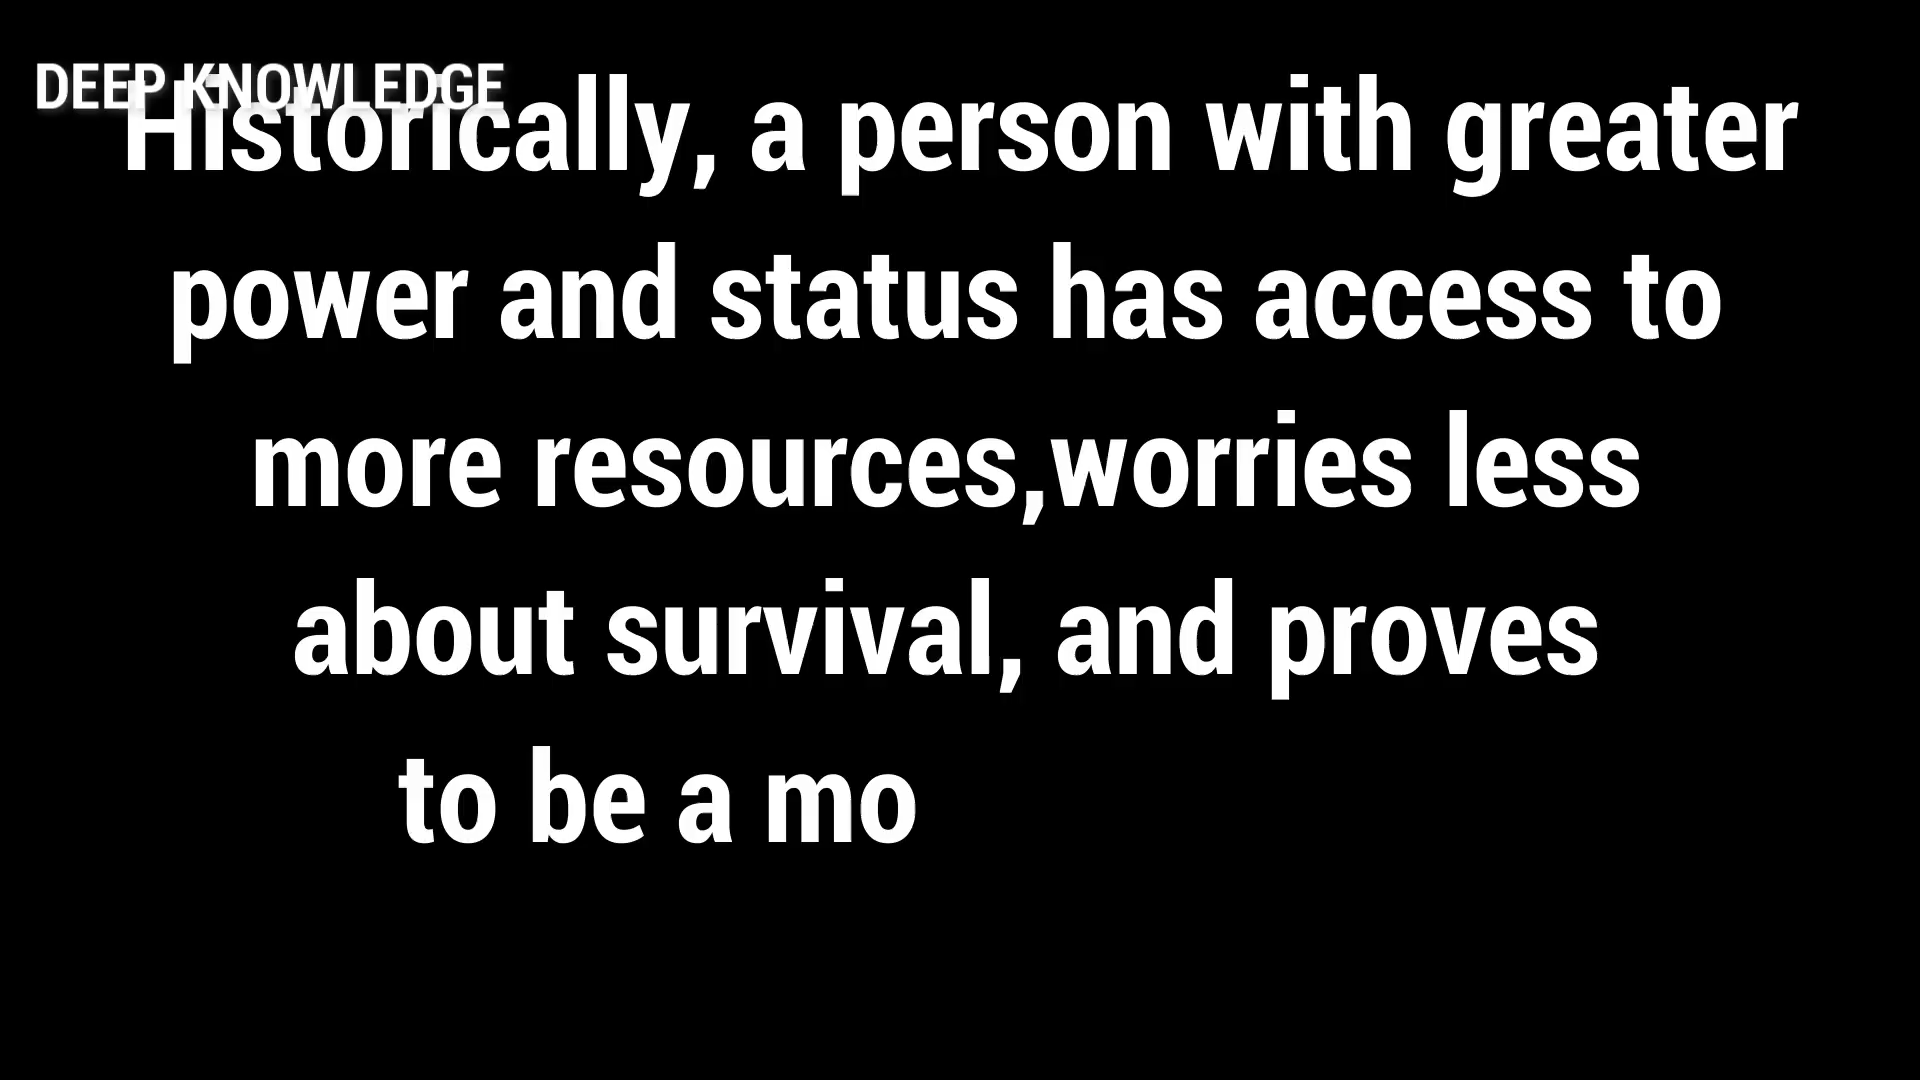 DEEP KNOWLEDGE
Historically, a person with greater
power and status has access to
more resources,worries less
about survival, and proves
to be a mo